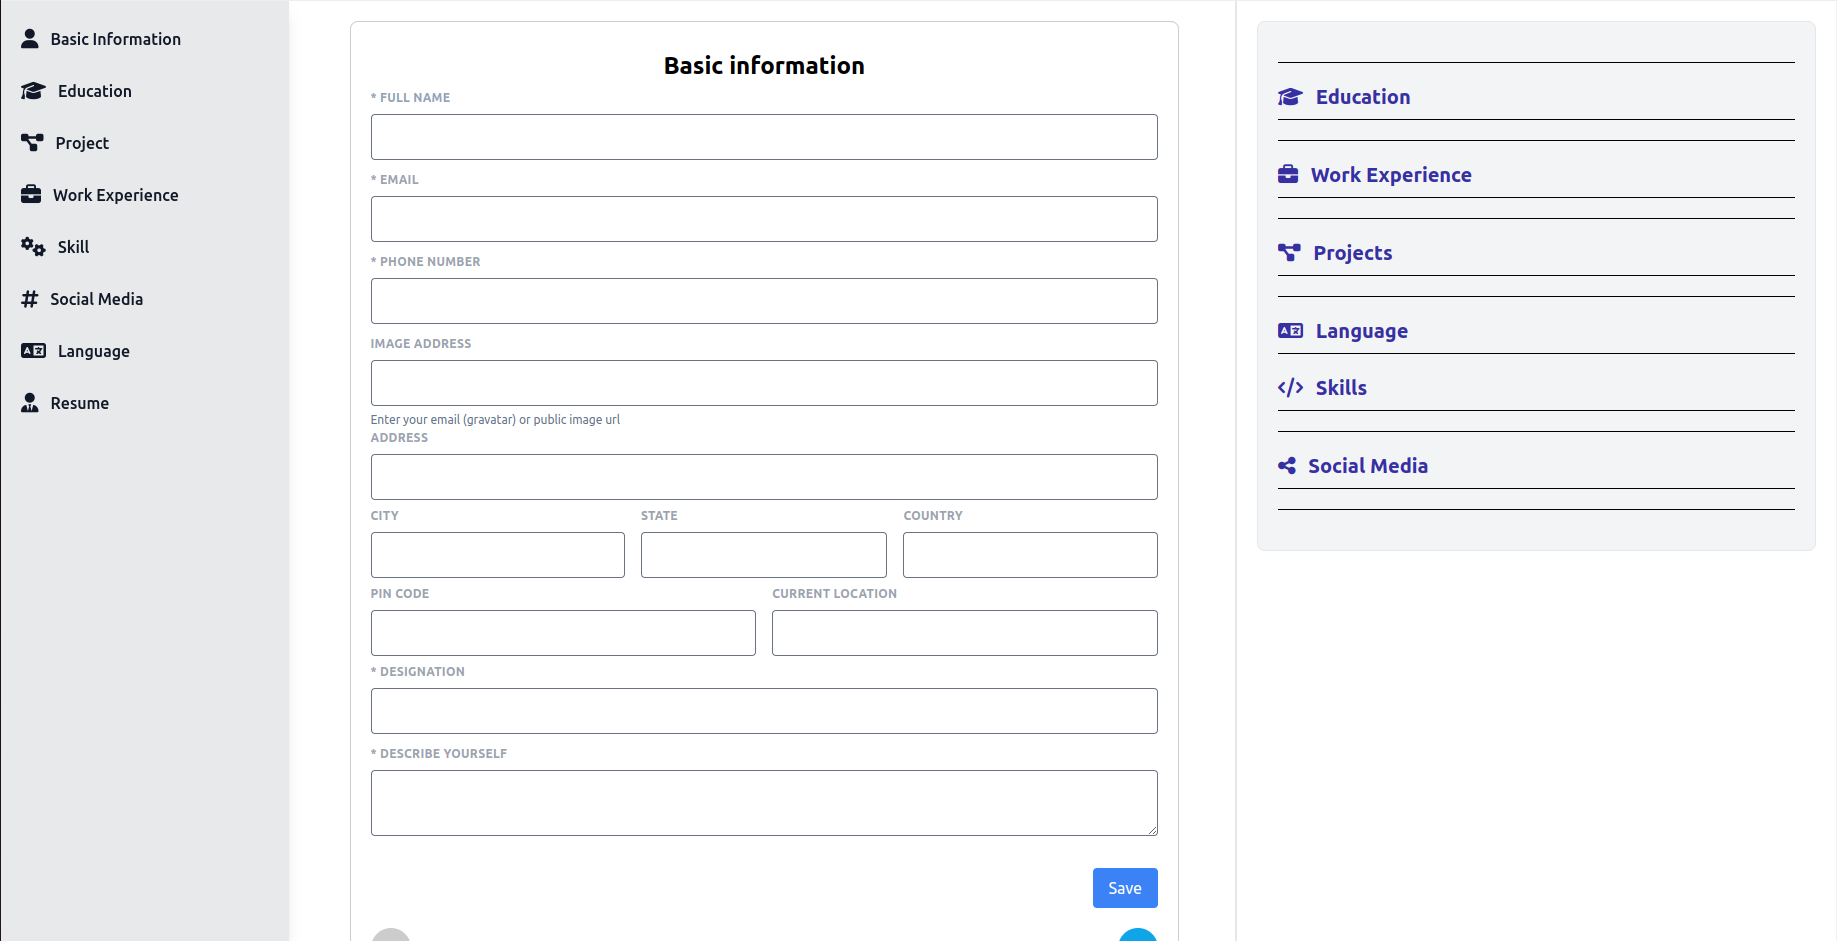 Basic Information
Education
Project
Work Experience
Skill
Social Media
Language
Resume
Basic information
* FULL NAME
* EMAIL
* PHONE NUMBER
IMAGE ADDRESS
Enter your email (gravatar) or public image url
ADDRESS
CITY STATE COUNTRY
PIN CODE CURRENT LOCATION
* DESIGNATION
* DESCRIBE YOURSELF
Save
Education
Work Experience
Projects
Language
Skills
Social Media